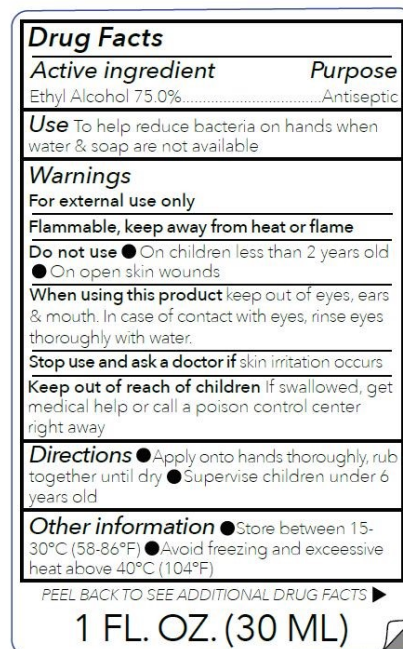 Drug Facts
Active ingredient Purpose
Ethyl Alcohol 75.0%..................................Antiseptic
Use To help reduce bacteria on hands when
water & soap are not available
Warnings
For external use only
Flammable, keep away from heat or flame
Do not use ● On children less than 2 years old
● On open skin wounds
When using this product keep out of eyes, ears
& mouth. In case of contact with eyes, rinse eyes
thoroughly with water.
Stop use and ask a doctor if skin irritation occurs
Keep out of reach of children If swallowed, get
medical help or call a poison control center
right away
Directions ●Apply onto hands thoroughly, rub
together until dry ●Supervise children under 6
years old
Other information ●Store between 15-
30°C (58-86°F) ●Avoid freezing and exceessive
heat above 40°C (104°F)
PEEL BACK TO SEE ADDITIONAL DRUG FACTS ▶
1 FL. OZ. (30 ML)